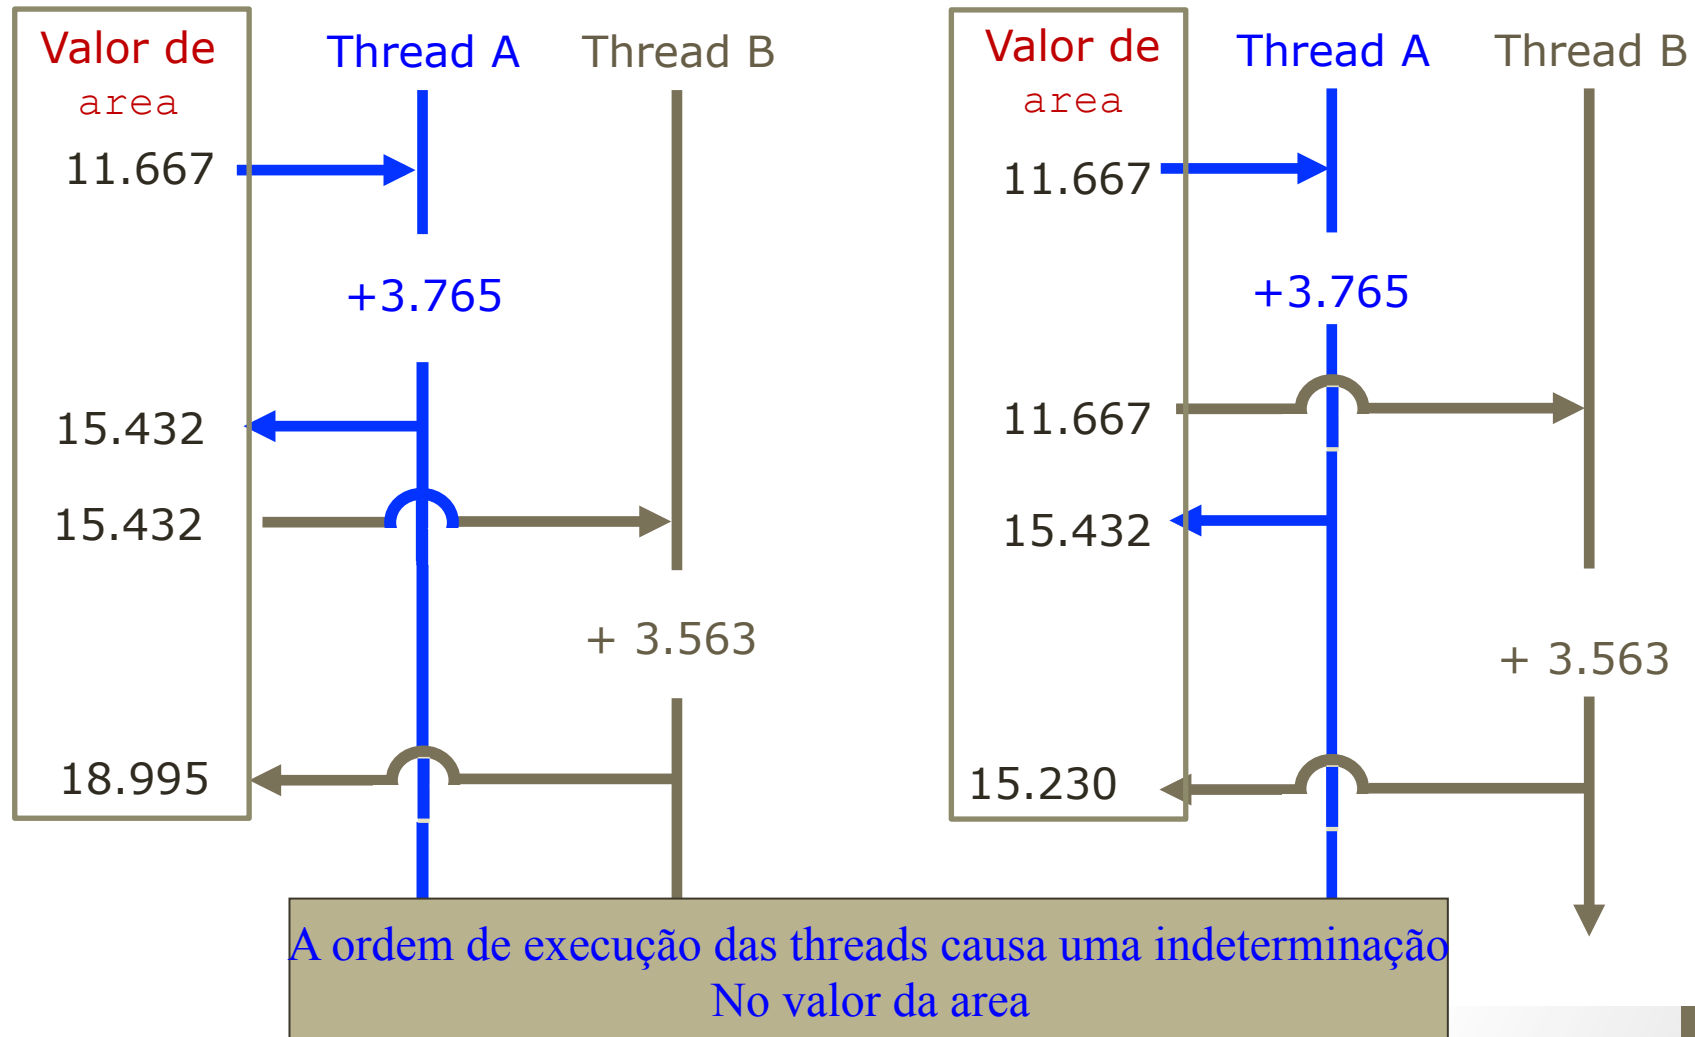 Valor de
area
Thread A
Thread B
11.667
+3.765
15.432
15.432
+ 3.563
18.995
Valor de
area
Thread A
Thread B
11.667
+3.765
11.667
15.432
+ 3.563
15.230
A ordem de execução das threads causa uma indeterminação
No valor da area